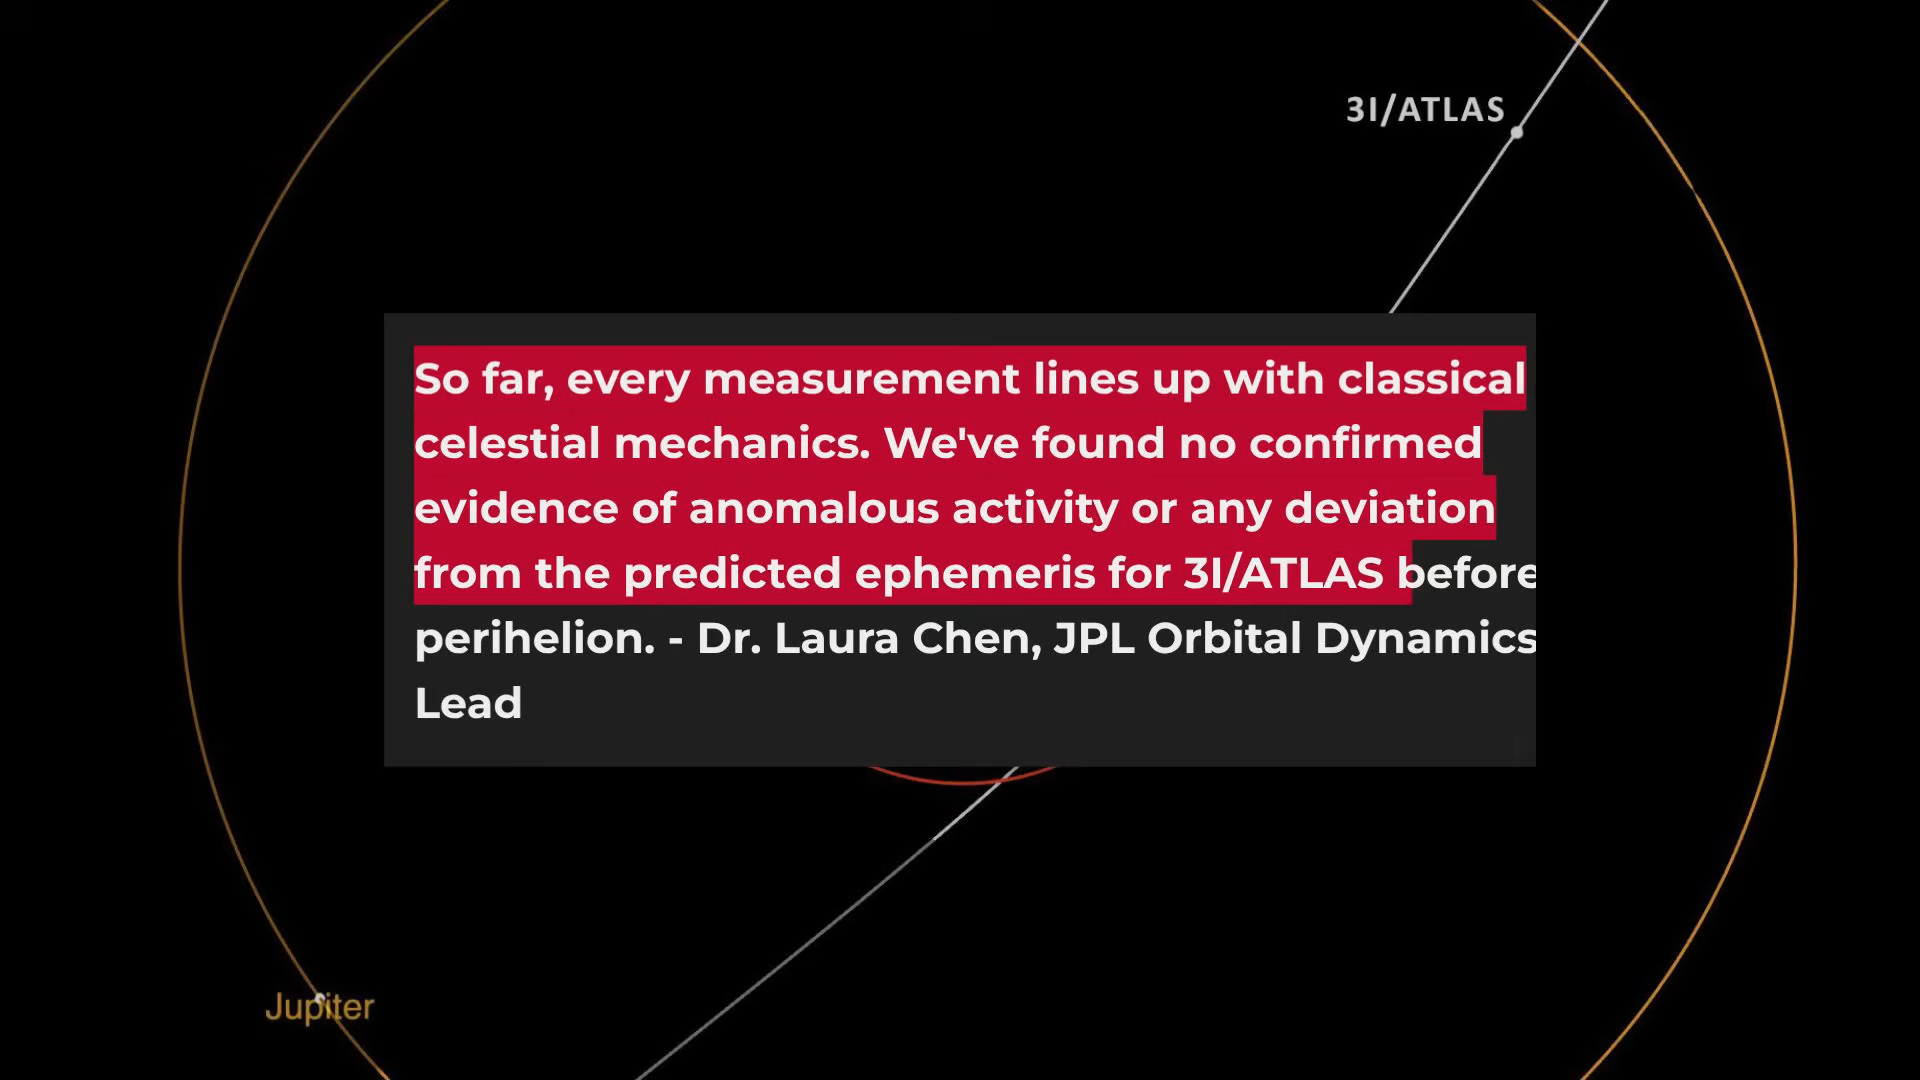 3I/ATLAS
So far, every measurement lines up with classical
celestial mechanics. We've found no confirmed
evidence of anomalous activity or any deviation
from the predicted ephemeris for 3I/ATLAS before
perihelion. - Dr. Laura Chen, JPL Orbital Dynamics
Lead
Jupiter